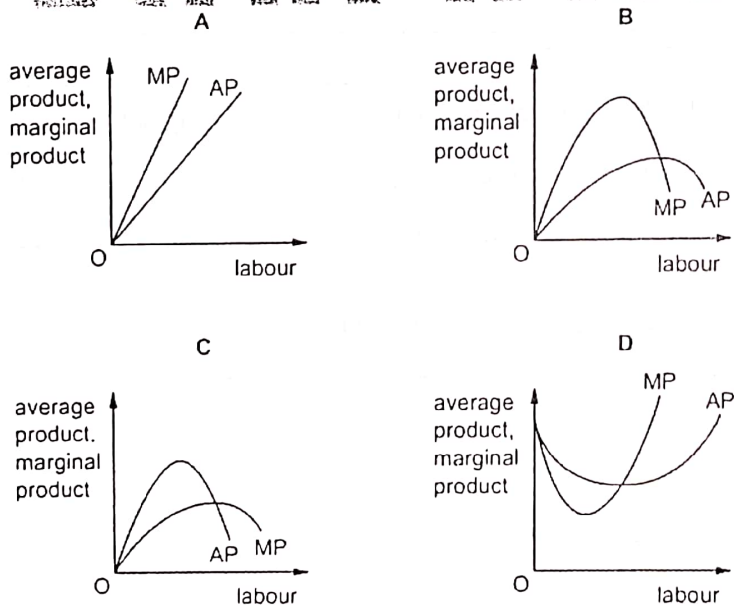 A
average
product,
marginal
product
MP
AP
O
labour
B
average
product,
marginal
product
MP
AP
O
labour
C
average
product.
marginal
product
AP
MP
O
labour
D
average
product,
marginal
product
MP
AP
O
labour